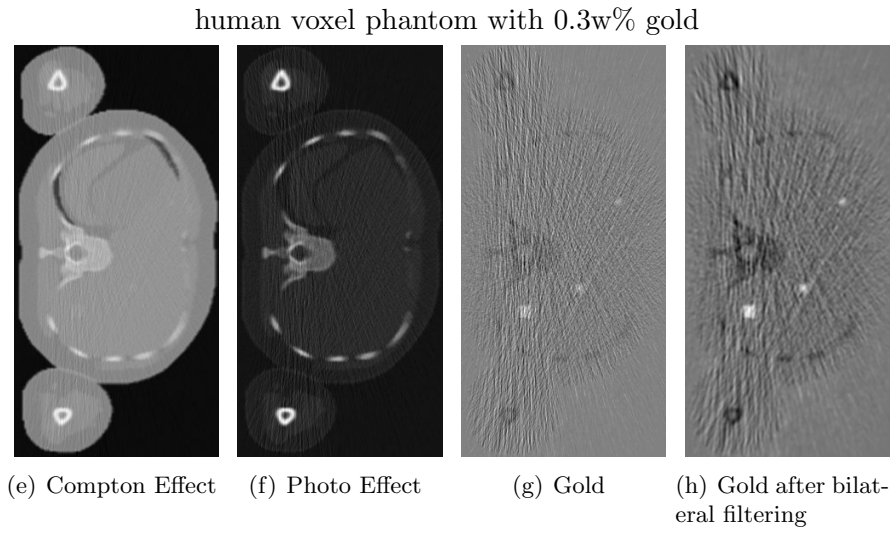 human voxel phantom with 0.3w% gold
(e) Compton Effect
(f) Photo Effect
(g) Gold
(h) Gold after bilat-
eral filtering